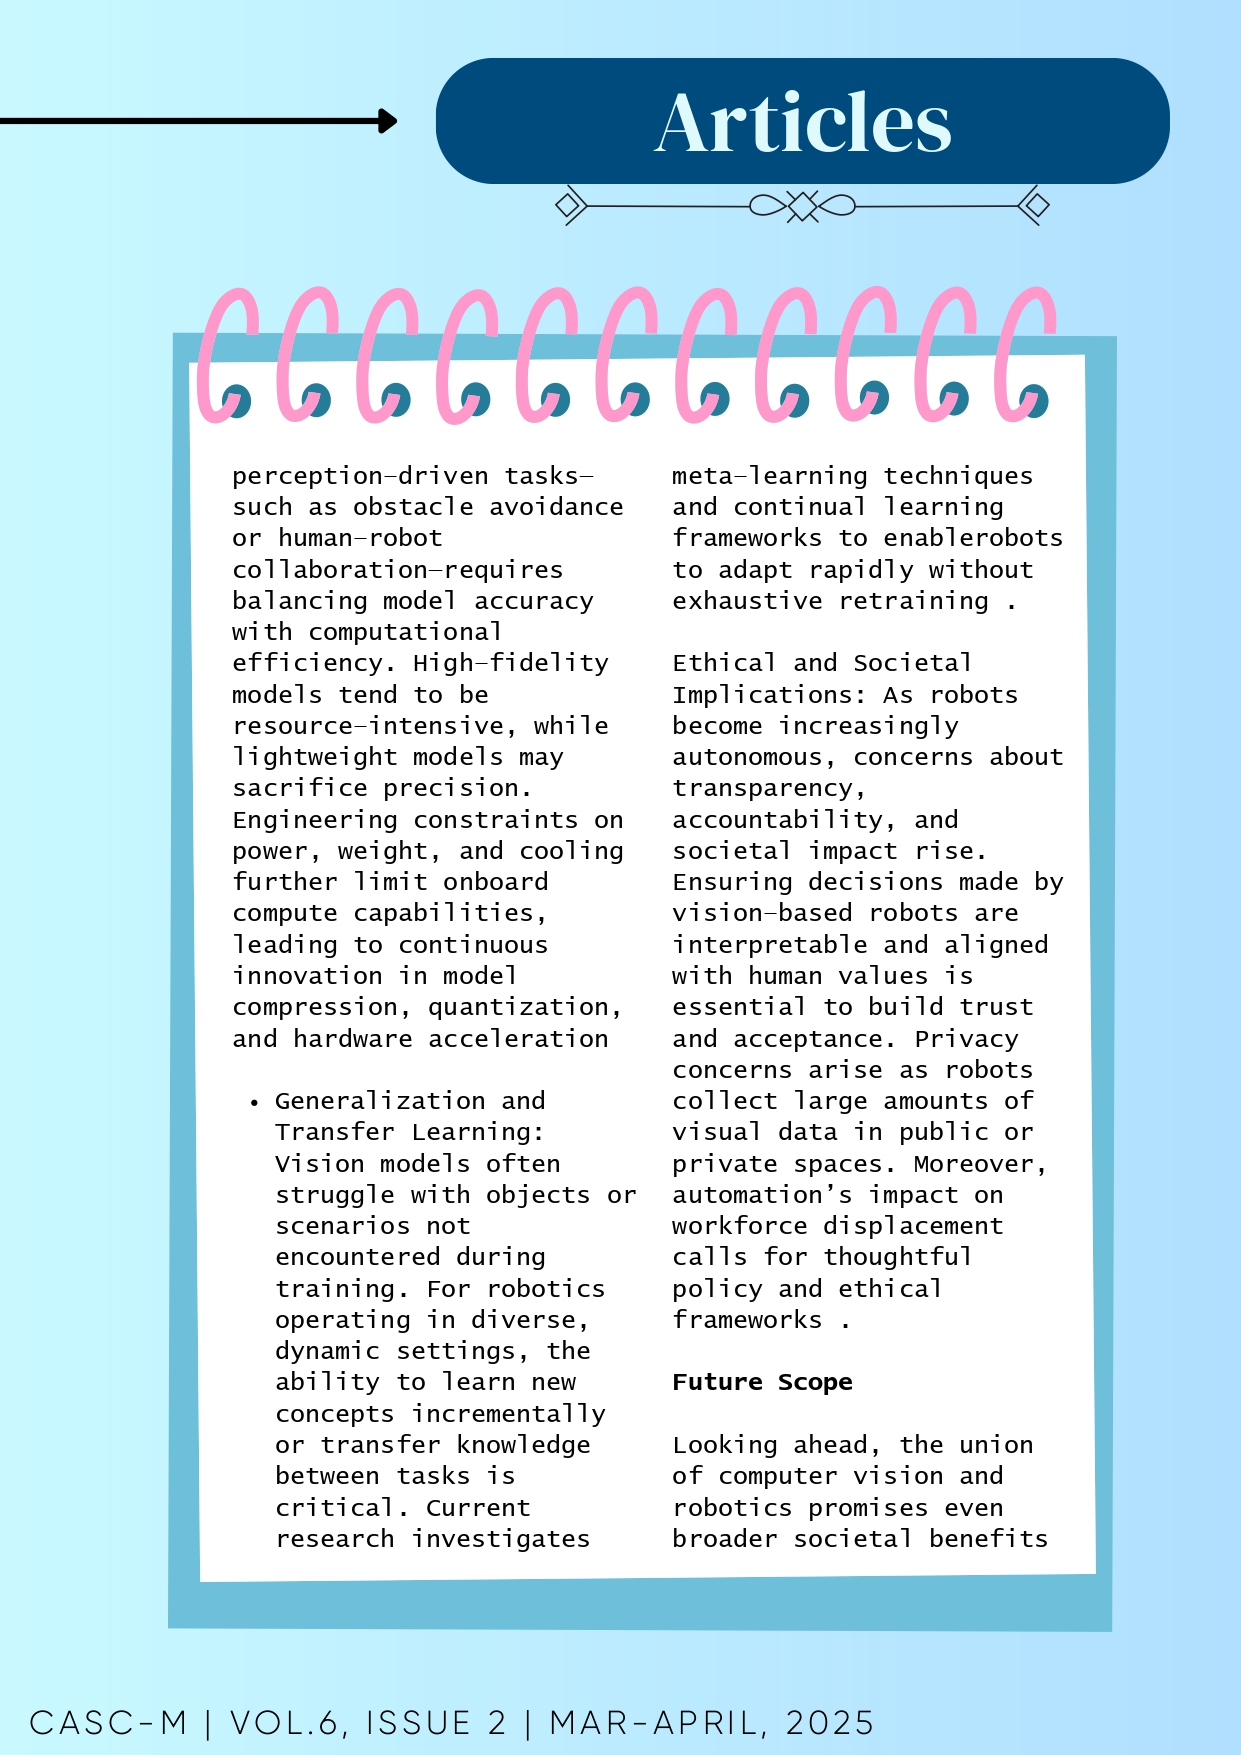 Articles
perception-driven tasks-
such as obstacle avoidance
or human-robot
collaboration-requires
balancing model accuracy
with computational
efficiency. High-fidelity
models tend to be
resource-intensive, while
lightweight models may
sacrifice precision.
Engineering constraints on
power, weight, and cooling
further limit onboard
compute capabilities,
leading to continuous
innovation in model
compression, quantization,
and hardware acceleration
• Generalization and
Transfer Learning:
Vision models often
struggle with objects or
scenarios not
encountered during
training. For robotics
operating in diverse,
dynamic settings, the
ability to learn new
concepts incrementally
or transfer knowledge
between tasks is
critical. Current
research investigates
meta-learning techniques
and continual learning
frameworks to enablerobots
to adapt rapidly without
exhaustive retraining .
Ethical and Societal
Implications: As robots
become increasingly
autonomous, concerns about
transparency,
accountability, and
societal impact rise.
Ensuring decisions made by
vision-based robots are
interpretable and aligned
with human values is
essential to build trust
and acceptance. Privacy
concerns arise as robots
collect large amounts of
visual data in public or
private spaces. Moreover,
automation’s impact on
workforce displacement
calls for thoughtful
policy and ethical
frameworks .
Future Scope
Looking ahead, the union
of computer vision and
robotics promises even
broader societal benefits
CASC-M | VOL.6, ISSUE 2 | MAR-APRIL, 2025